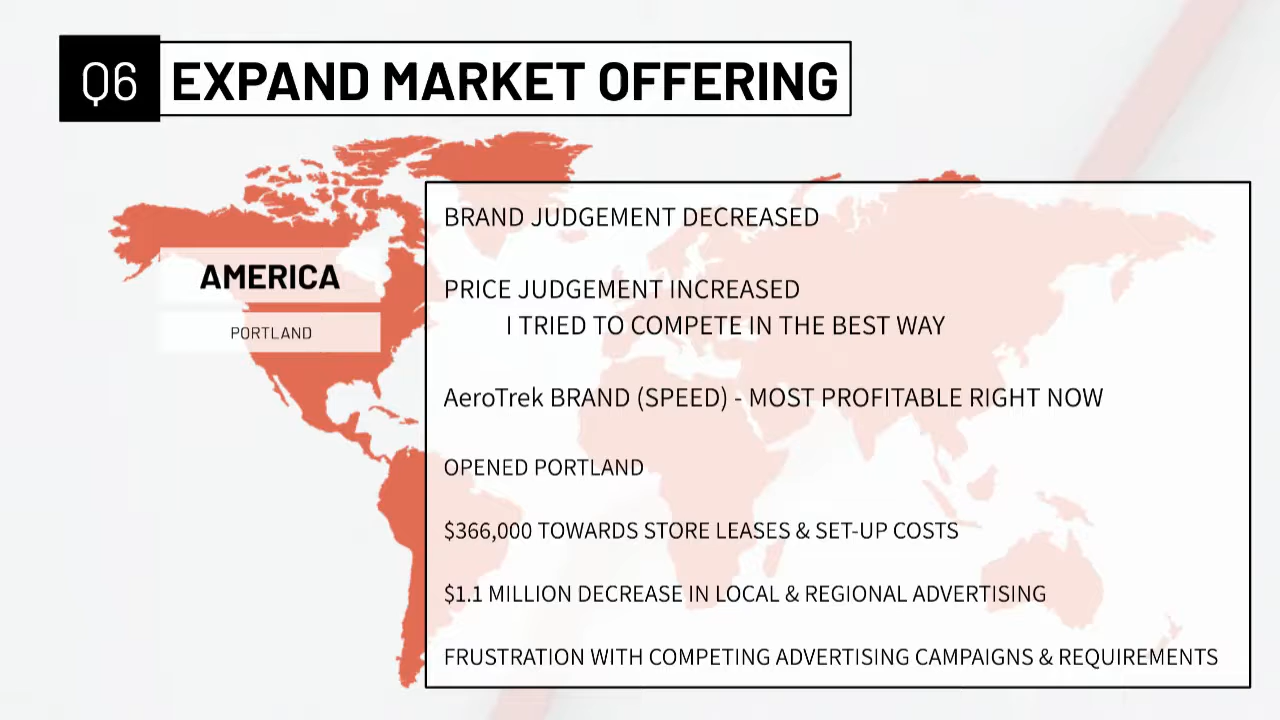 Q6 EXPAND MARKET OFFERING
AMERICA
PORTLAND
BRAND JUDGEMENT DECREASED
PRICE JUDGEMENT INCREASED
I TRIED TO COMPETE IN THE BEST WAY
AeroTrek BRAND (SPEED) - MOST PROFITABLE RIGHT NOW
OPENED PORTLAND
$366,000 TOWARDS STORE LEASES & SET-UP COSTS
$1.1 MILLION DECREASE IN LOCAL & REGIONAL ADVERTISING
FRUSTRATION WITH COMPETING ADVERTISING CAMPAIGNS & REQUIREMENTS